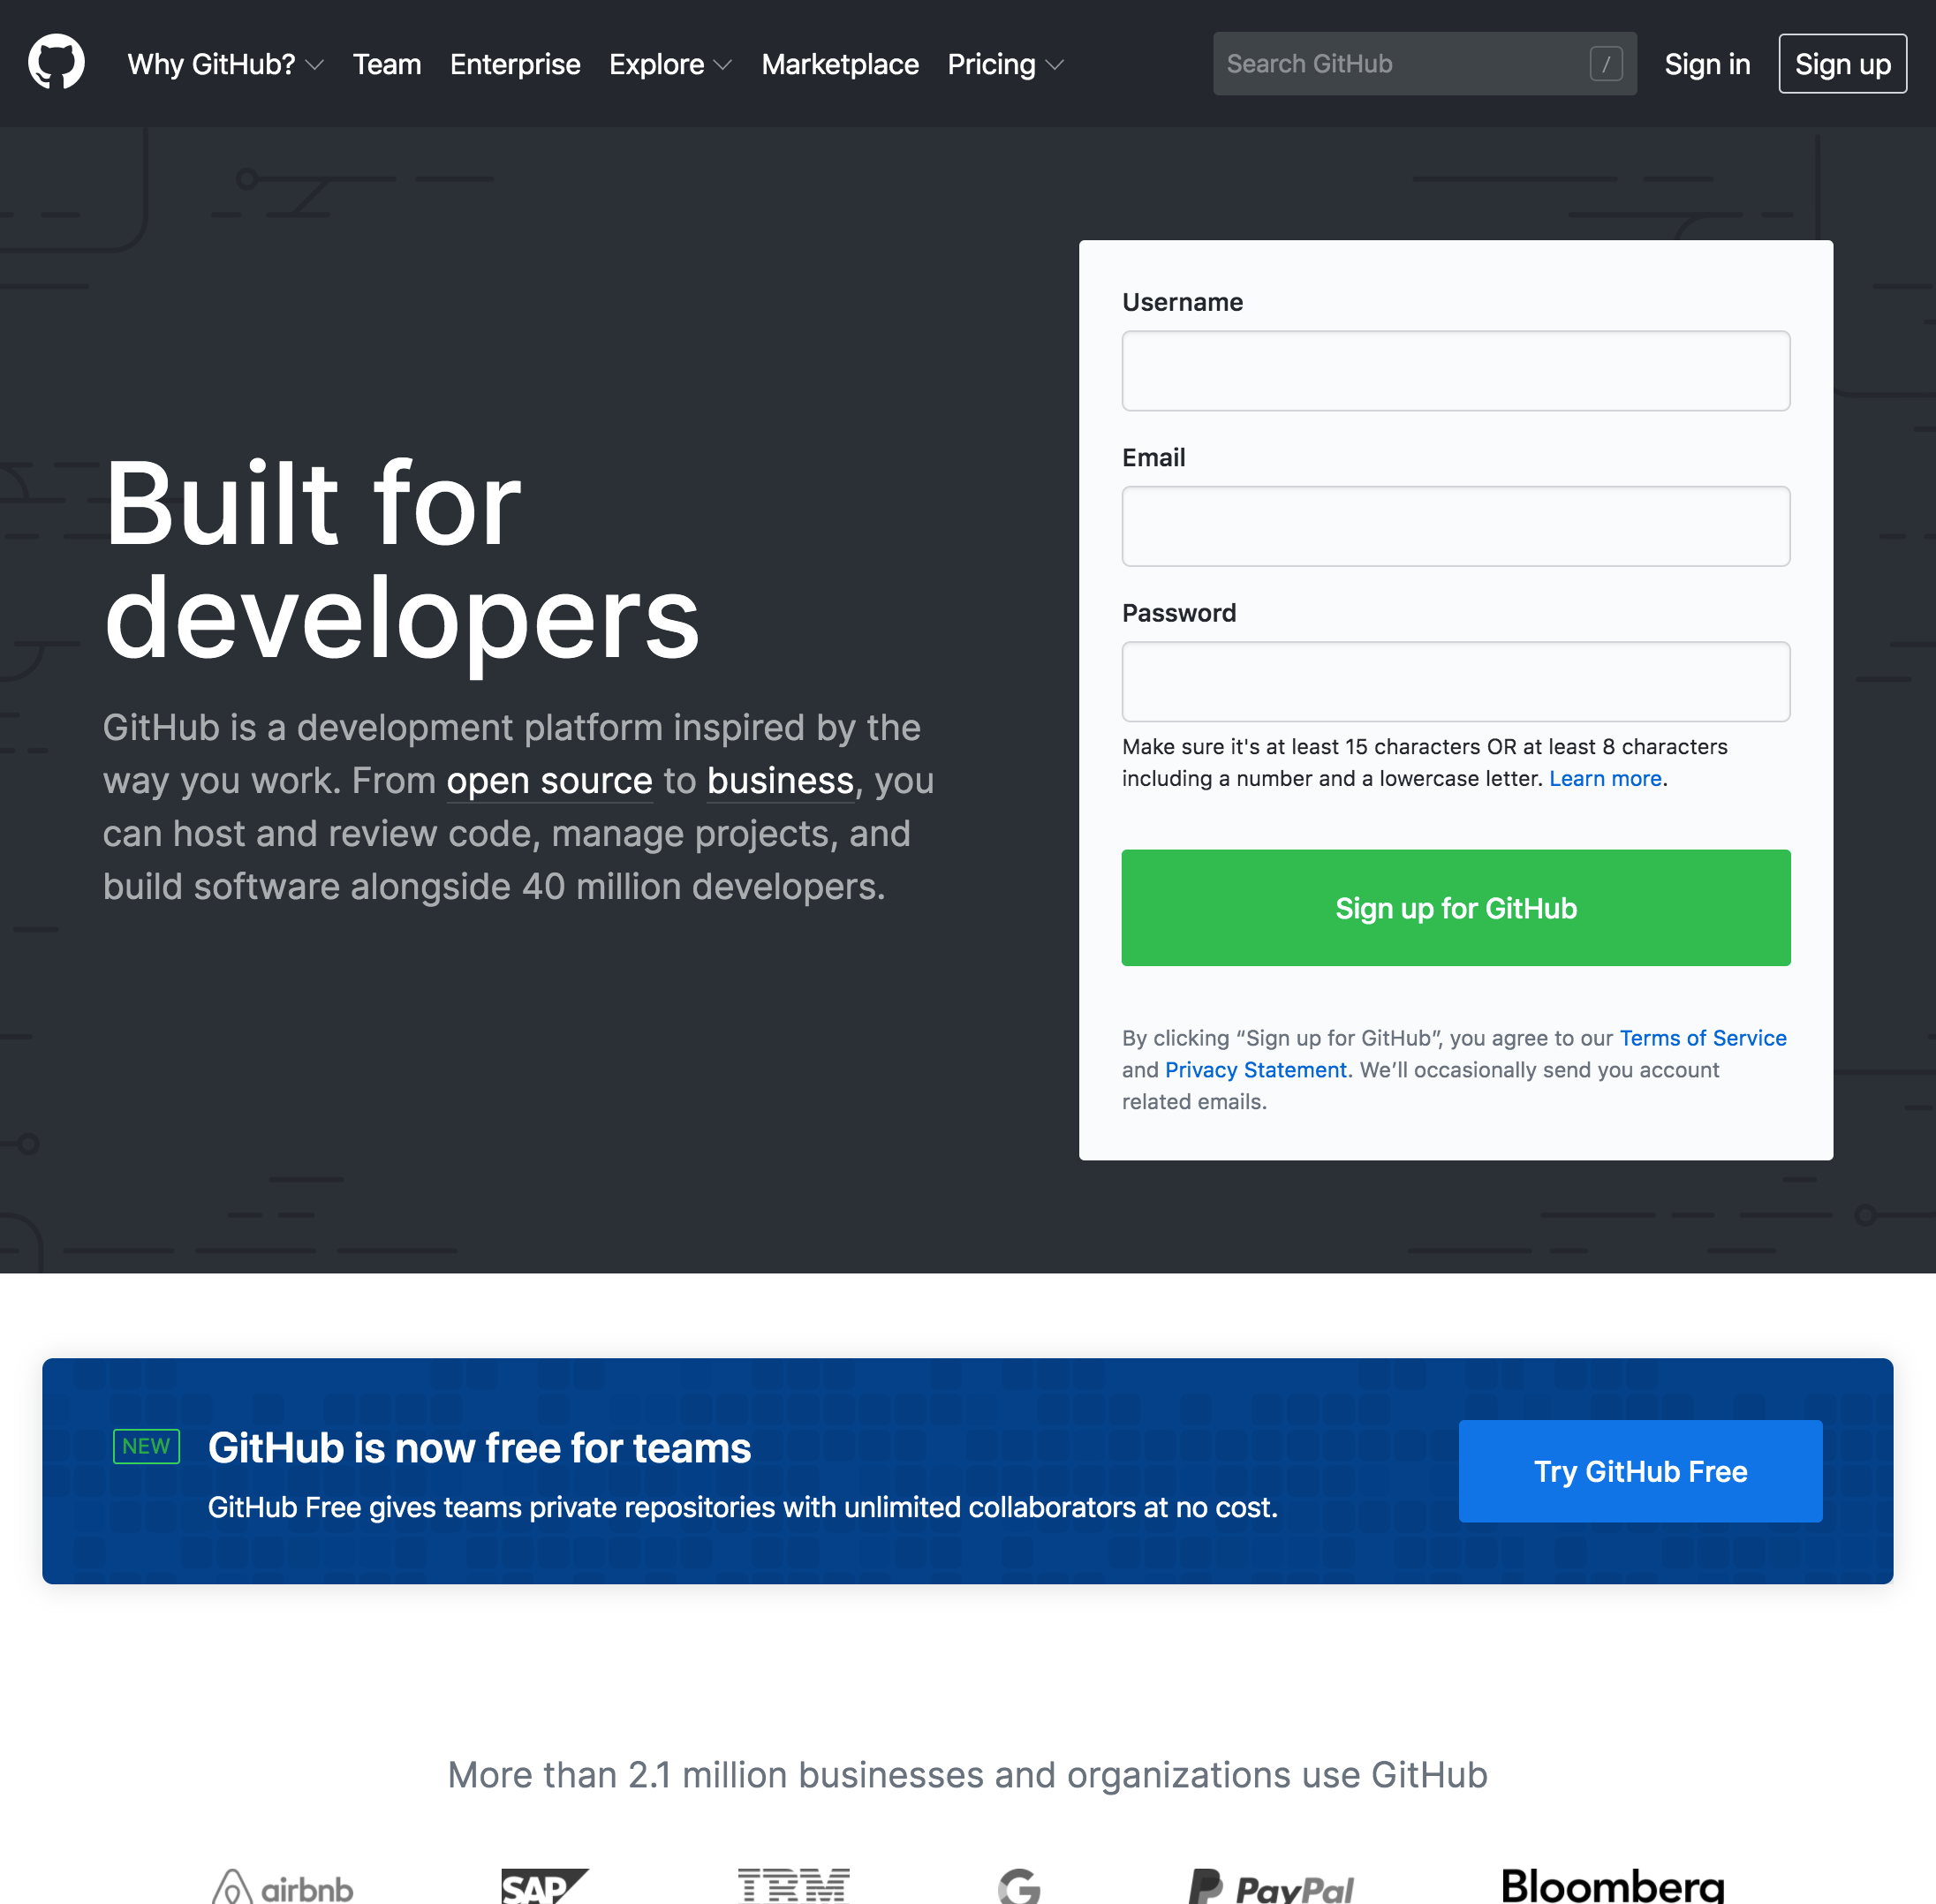 Why GitHub? Team Enterprise Explore Marketplace Pricing Search GitHub / Sign in Sign up
Built for
developers
GitHub is a development platform inspired by the
way you work. From open source to business, you
can host and review code, manage projects, and
build software alongside 40 million developers.
Username
Email
Password
Make sure it's at least 15 characters OR at least 8 characters
including a number and a lowercase letter. Learn more.
Sign up for GitHub
By clicking “Sign up for GitHub”, you agree to our Terms of Service
and Privacy Statement. We’ll occasionally send you account
related emails.
NEW GitHub is now free for teams
GitHub Free gives teams private repositories with unlimited collaborators at no cost.
Try GitHub Free
More than 2.1 million businesses and organizations use GitHub
airbnb SAP IBM G PayPal Bloomberg